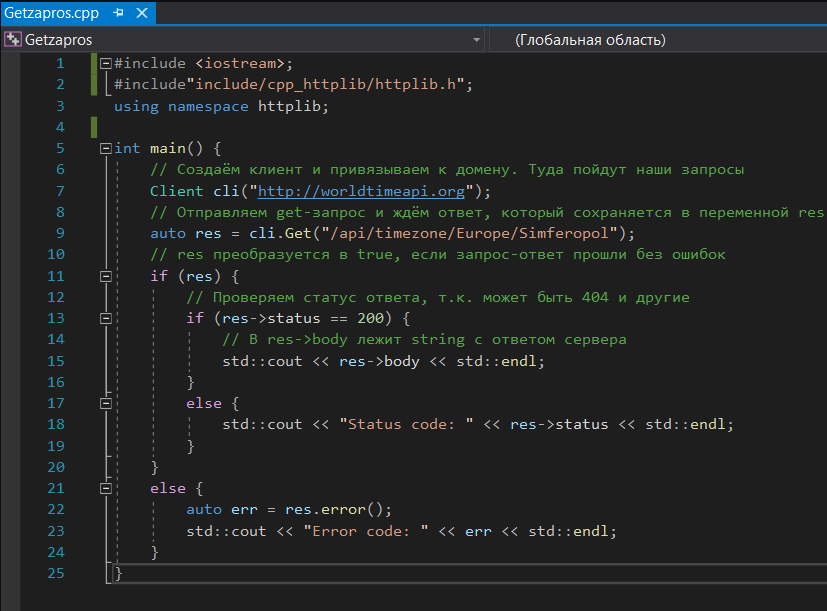 Getzapros.cpp
Getzapros (Глобальная область)
1 #include <iostream>;
2 #include"include/cpp_httplib/httplib.h";
3 using namespace httplib;
4
5 int main() {
6 // Создаём клиент и привязываем к домену. Туда пойдут наши запросы
7 Client cli("http://worldtimeapi.org");
8 // Отправляем get-запрос и ждём ответ, который сохраняется в переменной res
9 auto res = cli.Get("/api/timezone/Europe/Simferopol");
10 // res преобразуется в true, если запрос-ответ прошли без ошибок
11 if (res) {
12 // Проверяем статус ответа, т.к. может быть 404 и другие
13 if (res->status == 200) {
14 // В res->body лежит string с ответом сервера
15 std::cout << res->body << std::endl;
16 }
17 else {
18 std::cout << "Status code: " << res->status << std::endl;
19 }
20 }
21 else {
22 auto err = res.error();
23 std::cout << "Error code: " << err << std::endl;
24 }
25 }